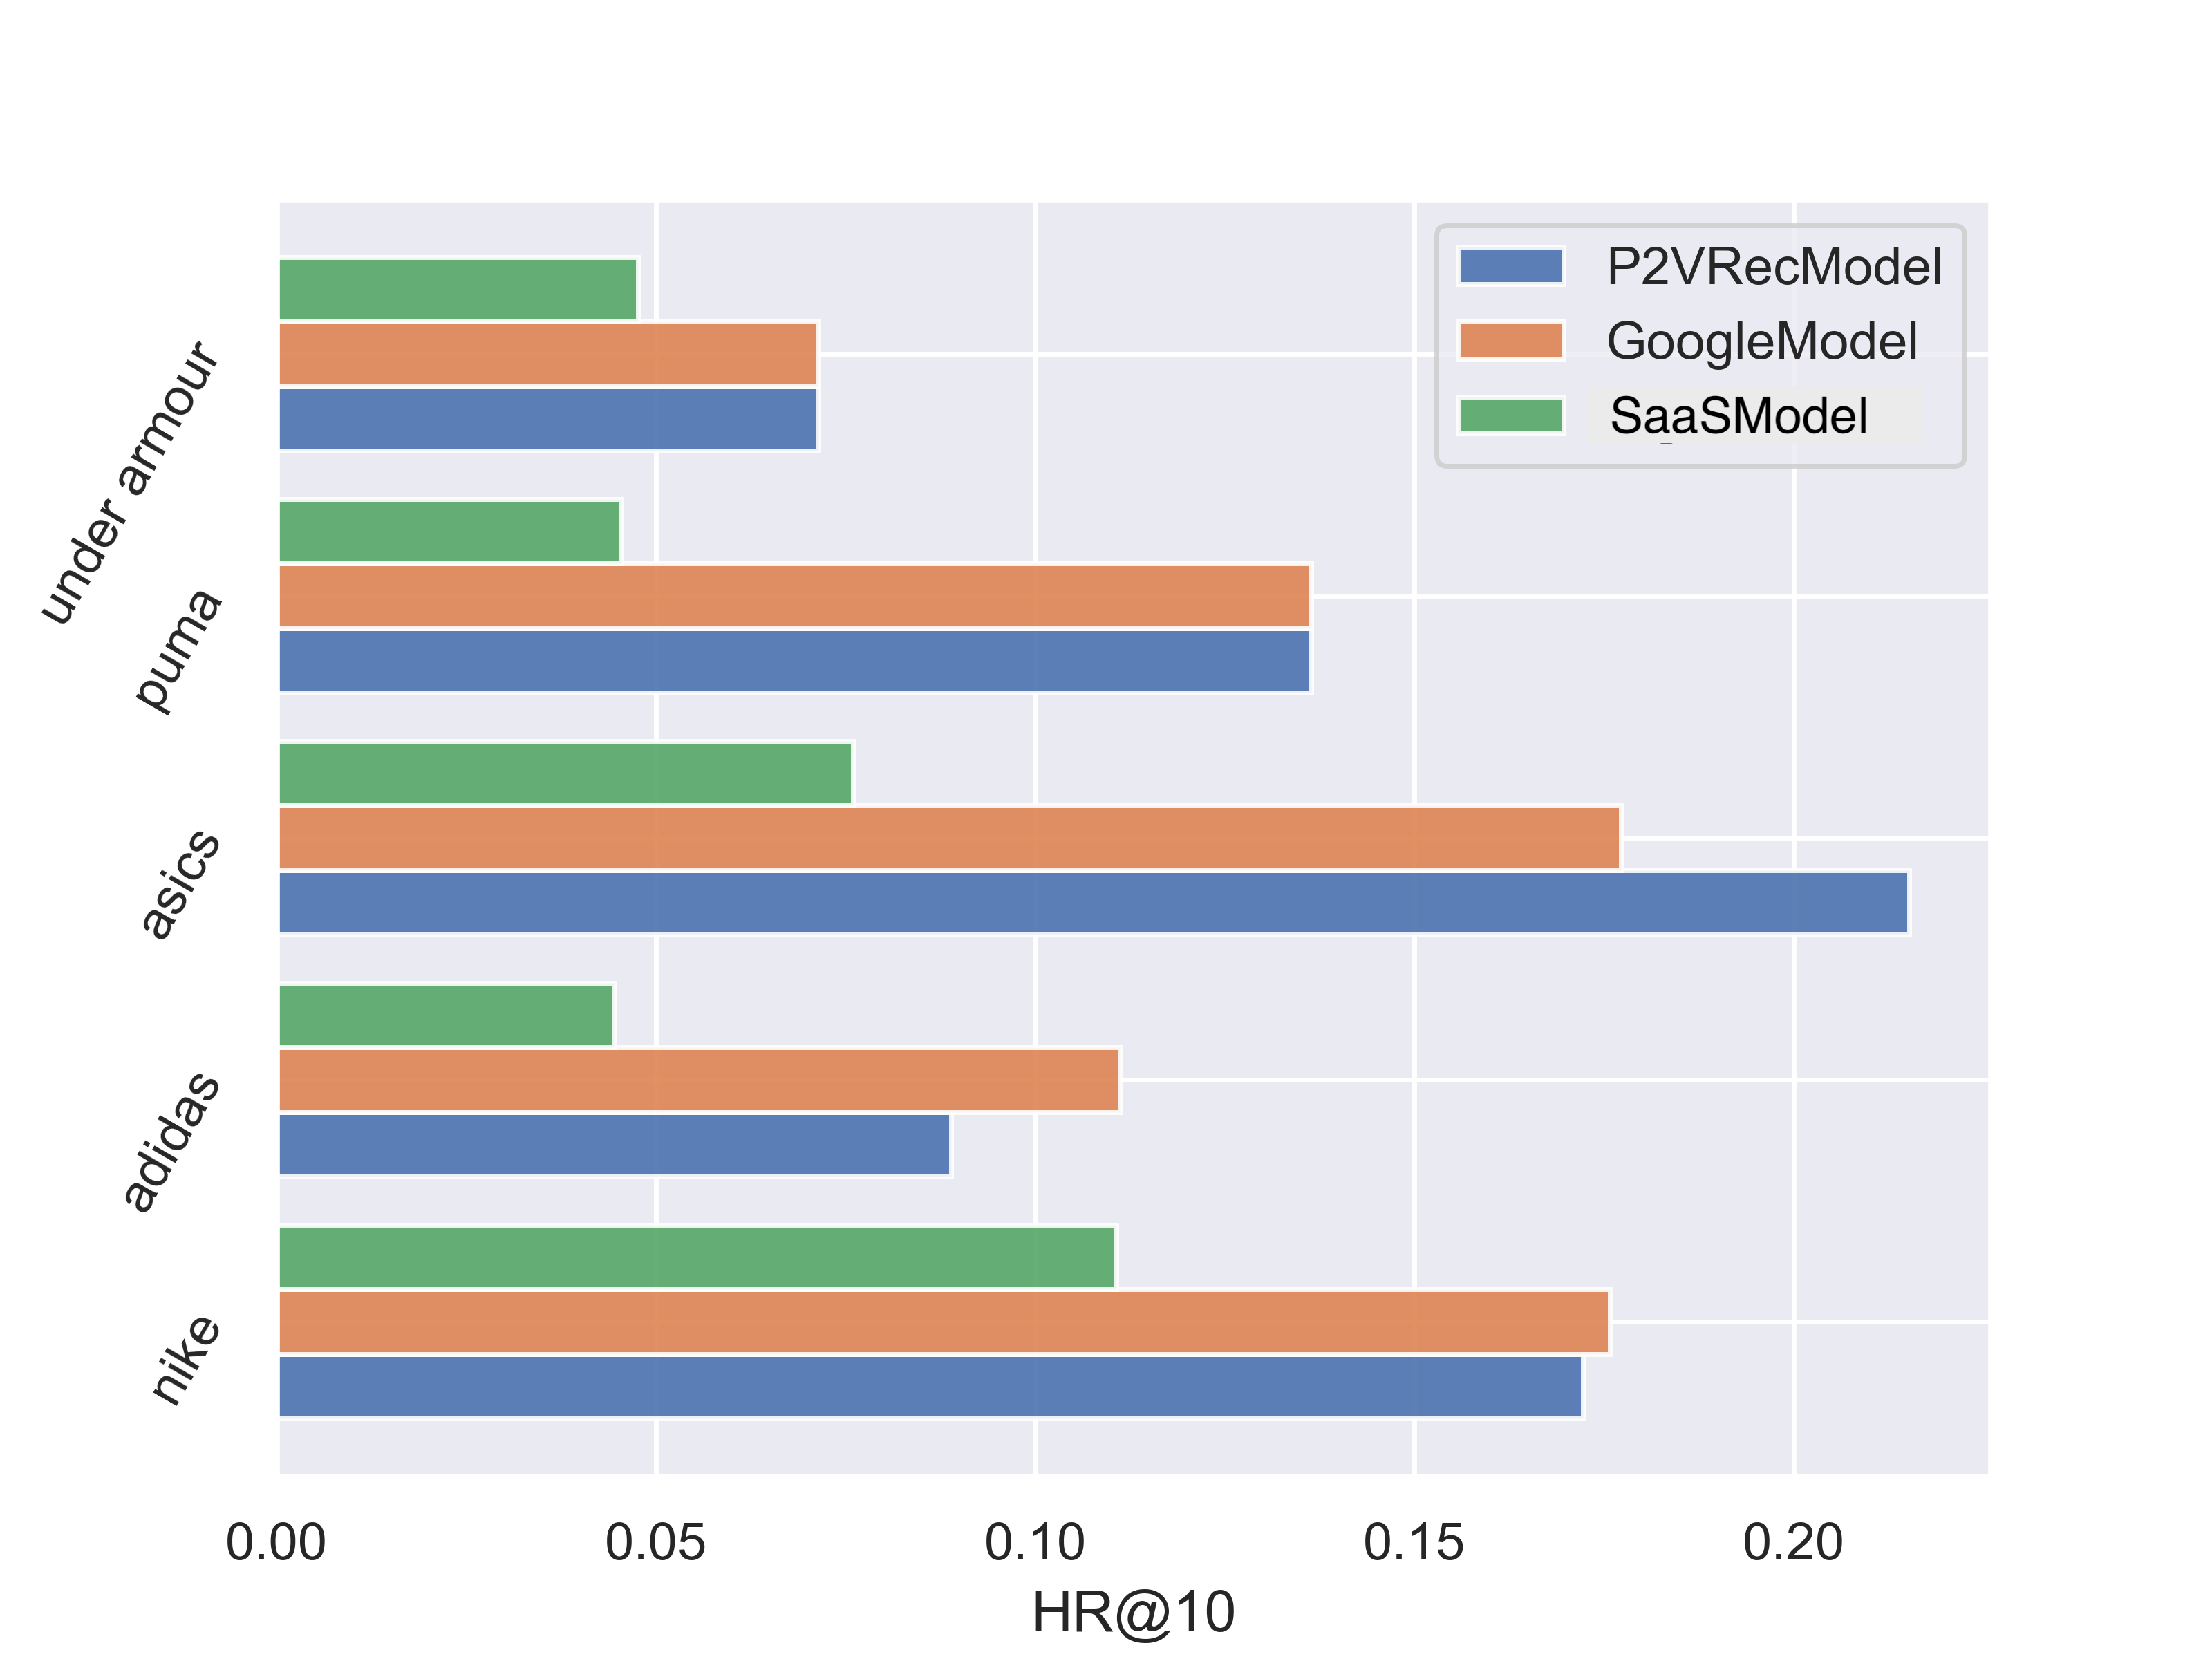 P2VRecModel
GoogleModel
SaaSModel
under armour
puma
asics
adidas
nike
0.00 0.05 0.10 0.15 0.20
HR@10